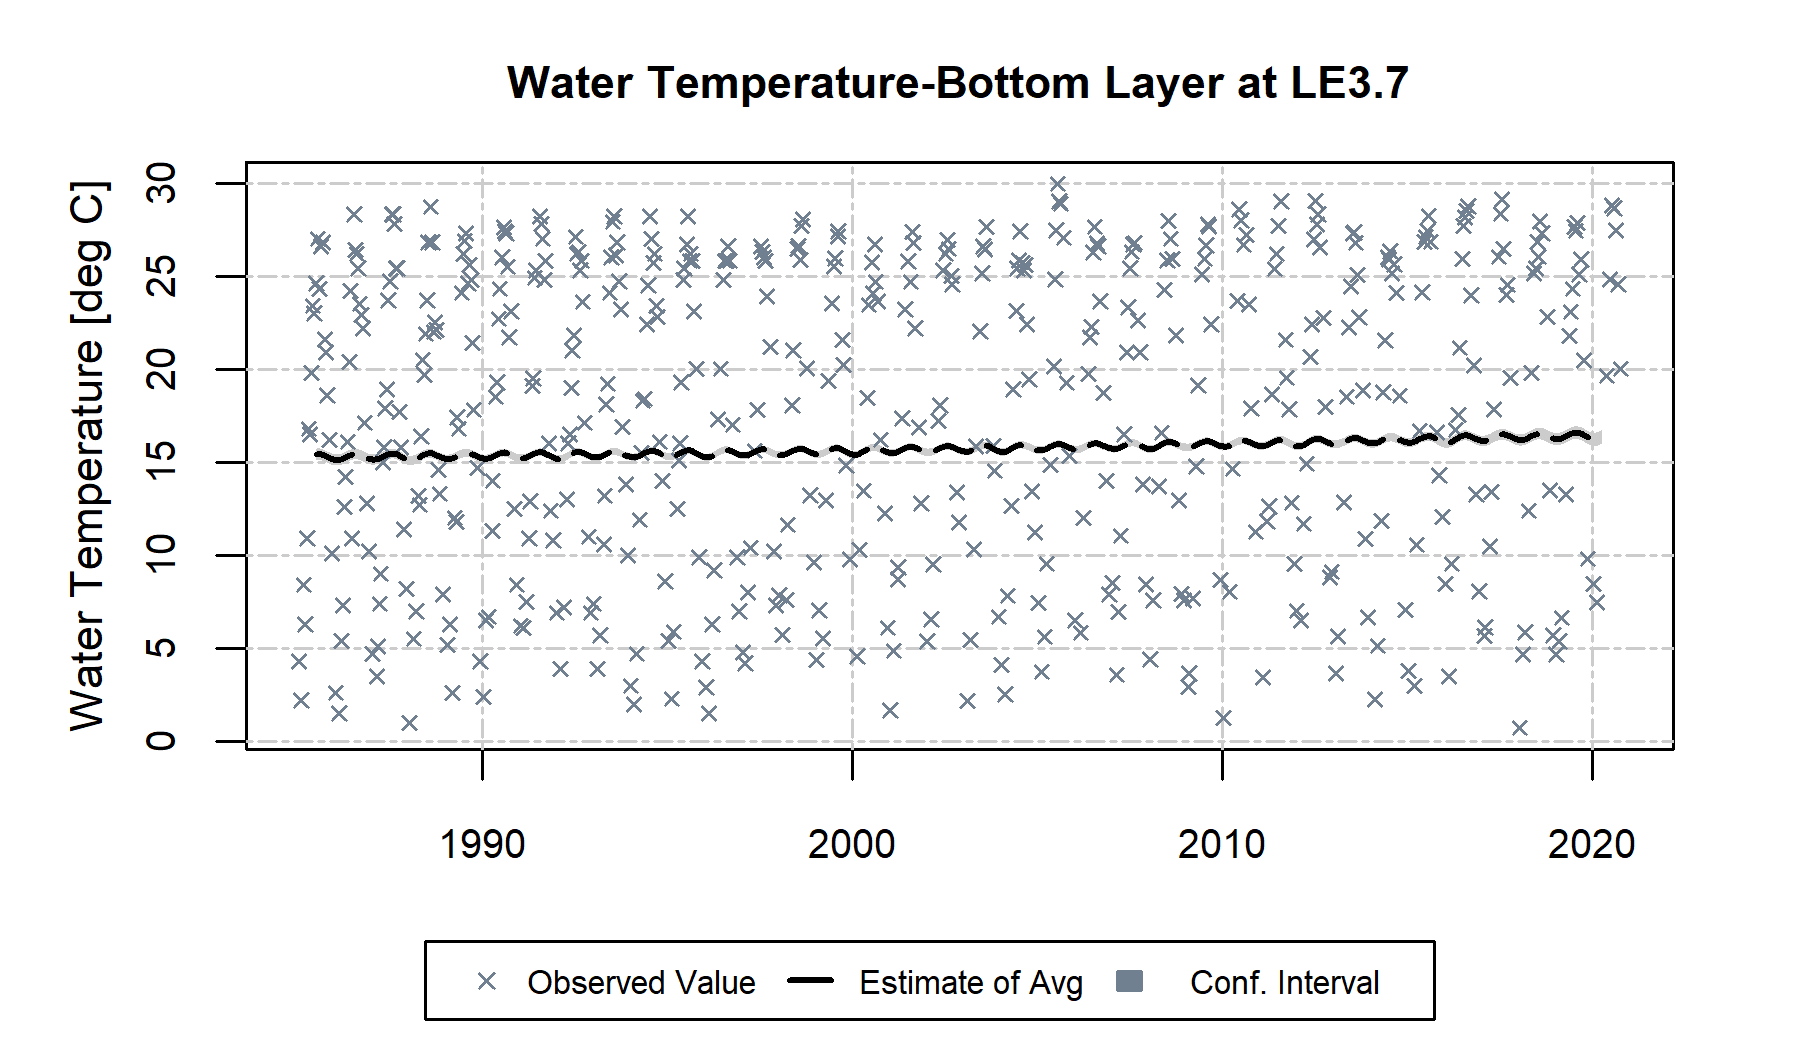 Water Temperature-Bottom Layer at LE3.7
Water Temperature [deg C]
30
25
20
15
10
5
0
1990 2000 2010 2020
Observed Value Estimate of Avg Conf. Interval